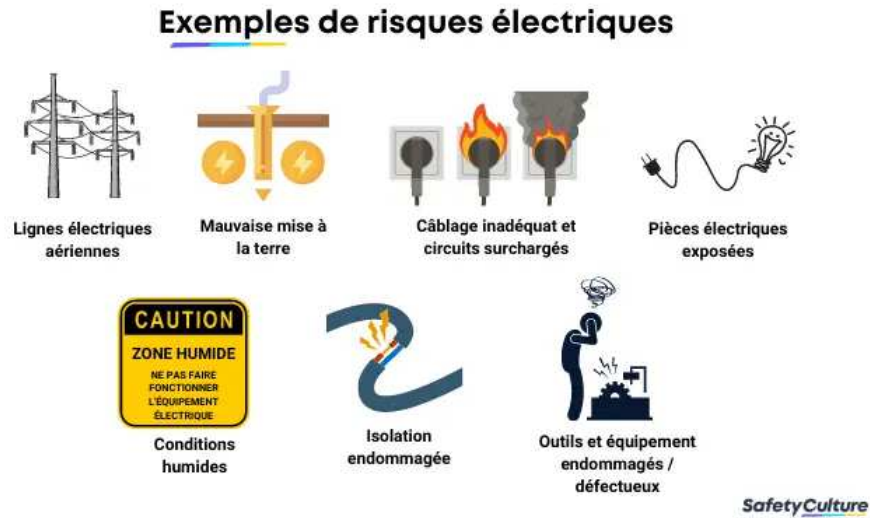 Exemples de risques électriques
Lignes électriques
aériennes
Mauvaise mise à
la terre
Câblage inadéquat et
circuits surchargés
Pièces électriques
exposées
CAUTION
ZONE HUMIDE
NE PAS FAIRE
FONCTIONNER
L'ÉQUIPEMENT
ÉLECTRIQUE
Conditions
humides
Isolation
endommagée
Outils et équipement
endommagés /
défectueux
SafetyCulture